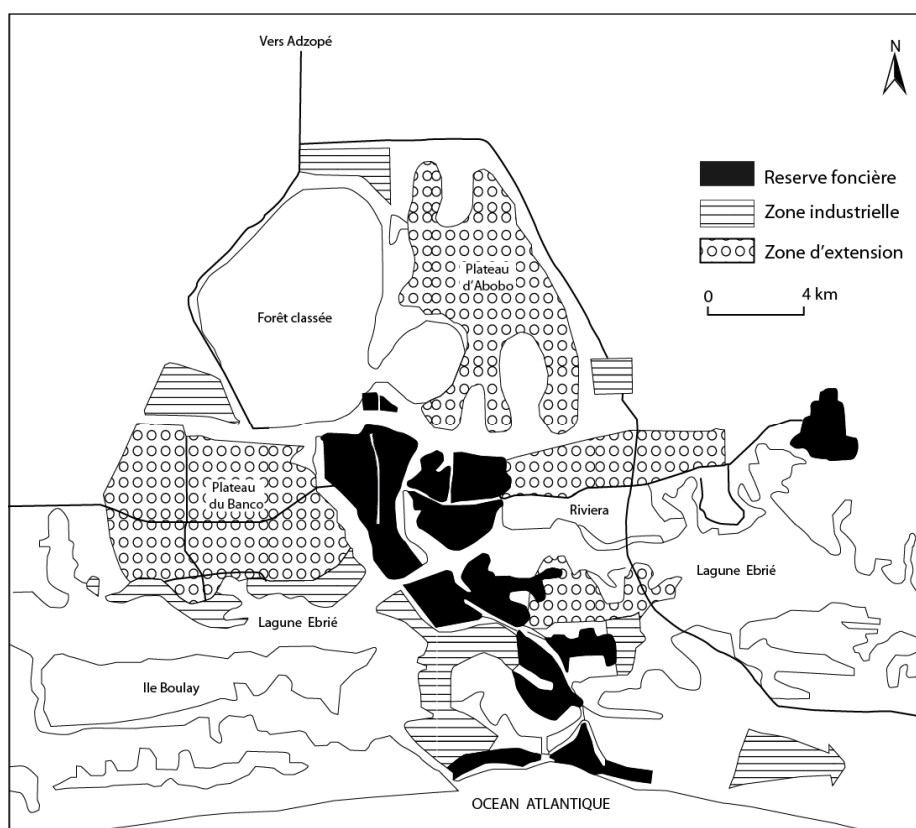 Vers Adzopé
N
Reserve foncière
Zone industrielle
Zone d'extension
0 4 km
Plateau
d'Abobo
Forêt classée
Plateau
du Banco
Riviera
Lagune Ebrié
Lagune Ebrié
Ile Boulay
OCEAN ATLANTIQUE